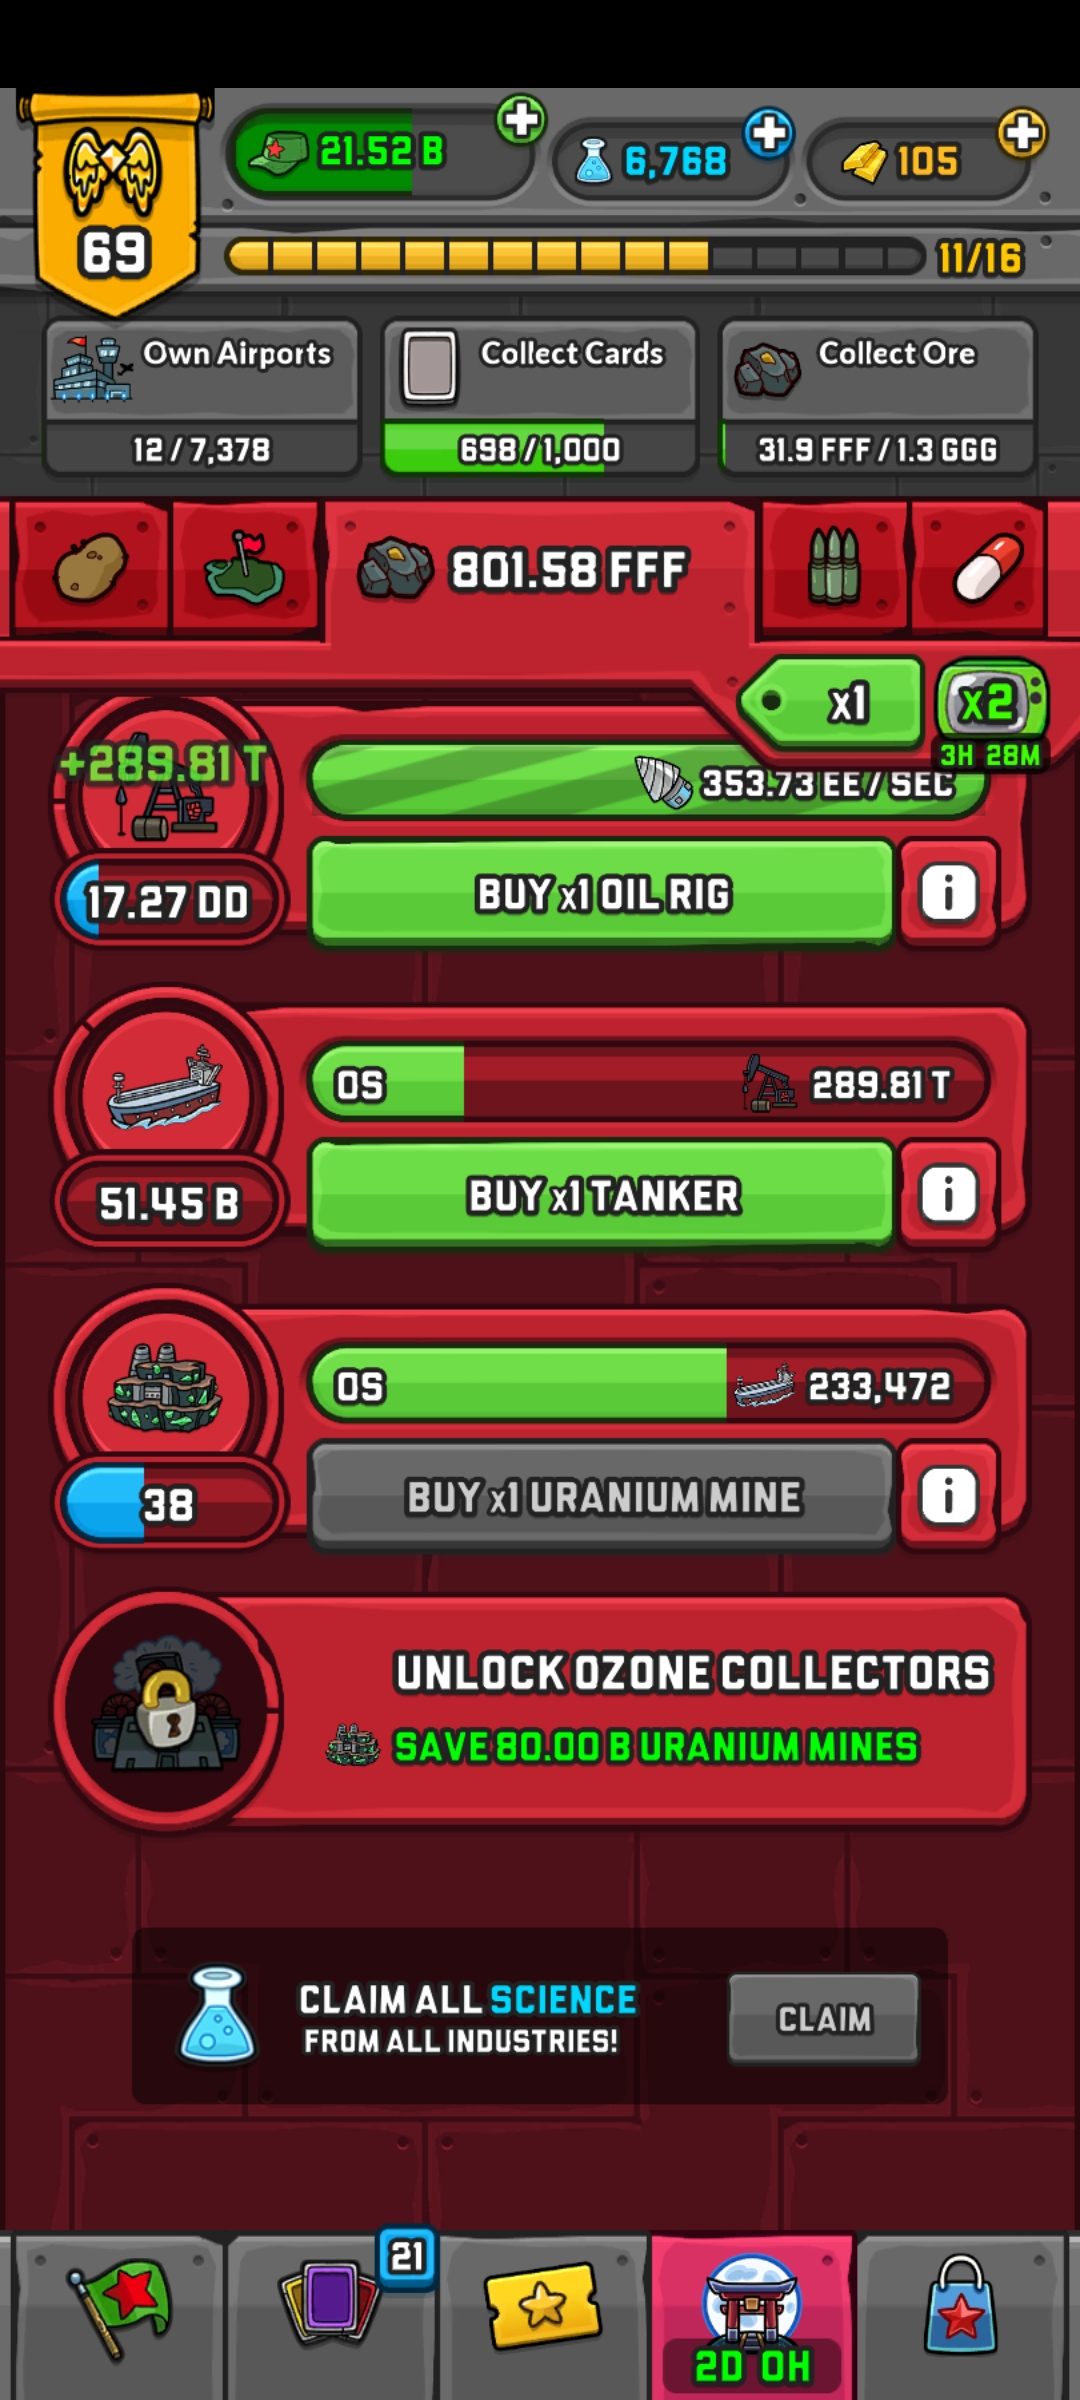 21.52 B
6,768
105
69
11/16
Own Airports
Collect Cards
Collect Ore
12 / 7,378
698 / 1,000
31.9 FFF / 1.3 GGG
801.58 FFF
x1
x2
3H 28M
+289.81 T
353.73 EE / SEC
17.27 DD
BUY x1 OIL RIG
i
0S
289.81 T
51.45 B
BUY x1 TANKER
i
0S
233,472
38
BUY x1 URANIUM MINE
i
UNLOCK OZONE COLLECTORS
SAVE 80.00 B URANIUM MINES
CLAIM ALL SCIENCE
FROM ALL INDUSTRIES!
CLAIM
21
2D 0H